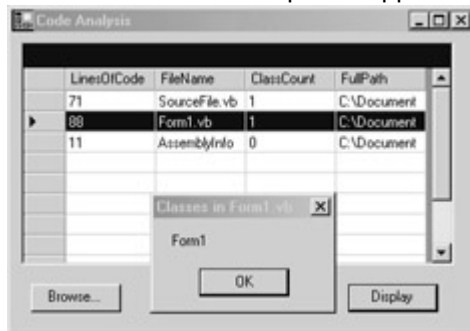 Code Analysis
LinesOfCode FileName ClassCount FullPath
71 SourceFile.vb 1 C:\Document
88 Form1.vb 1 C:\Document
11 AssemblyInfo 0 C:\Document
Classes in Form1.vb
Form1
OK
Browse... Display